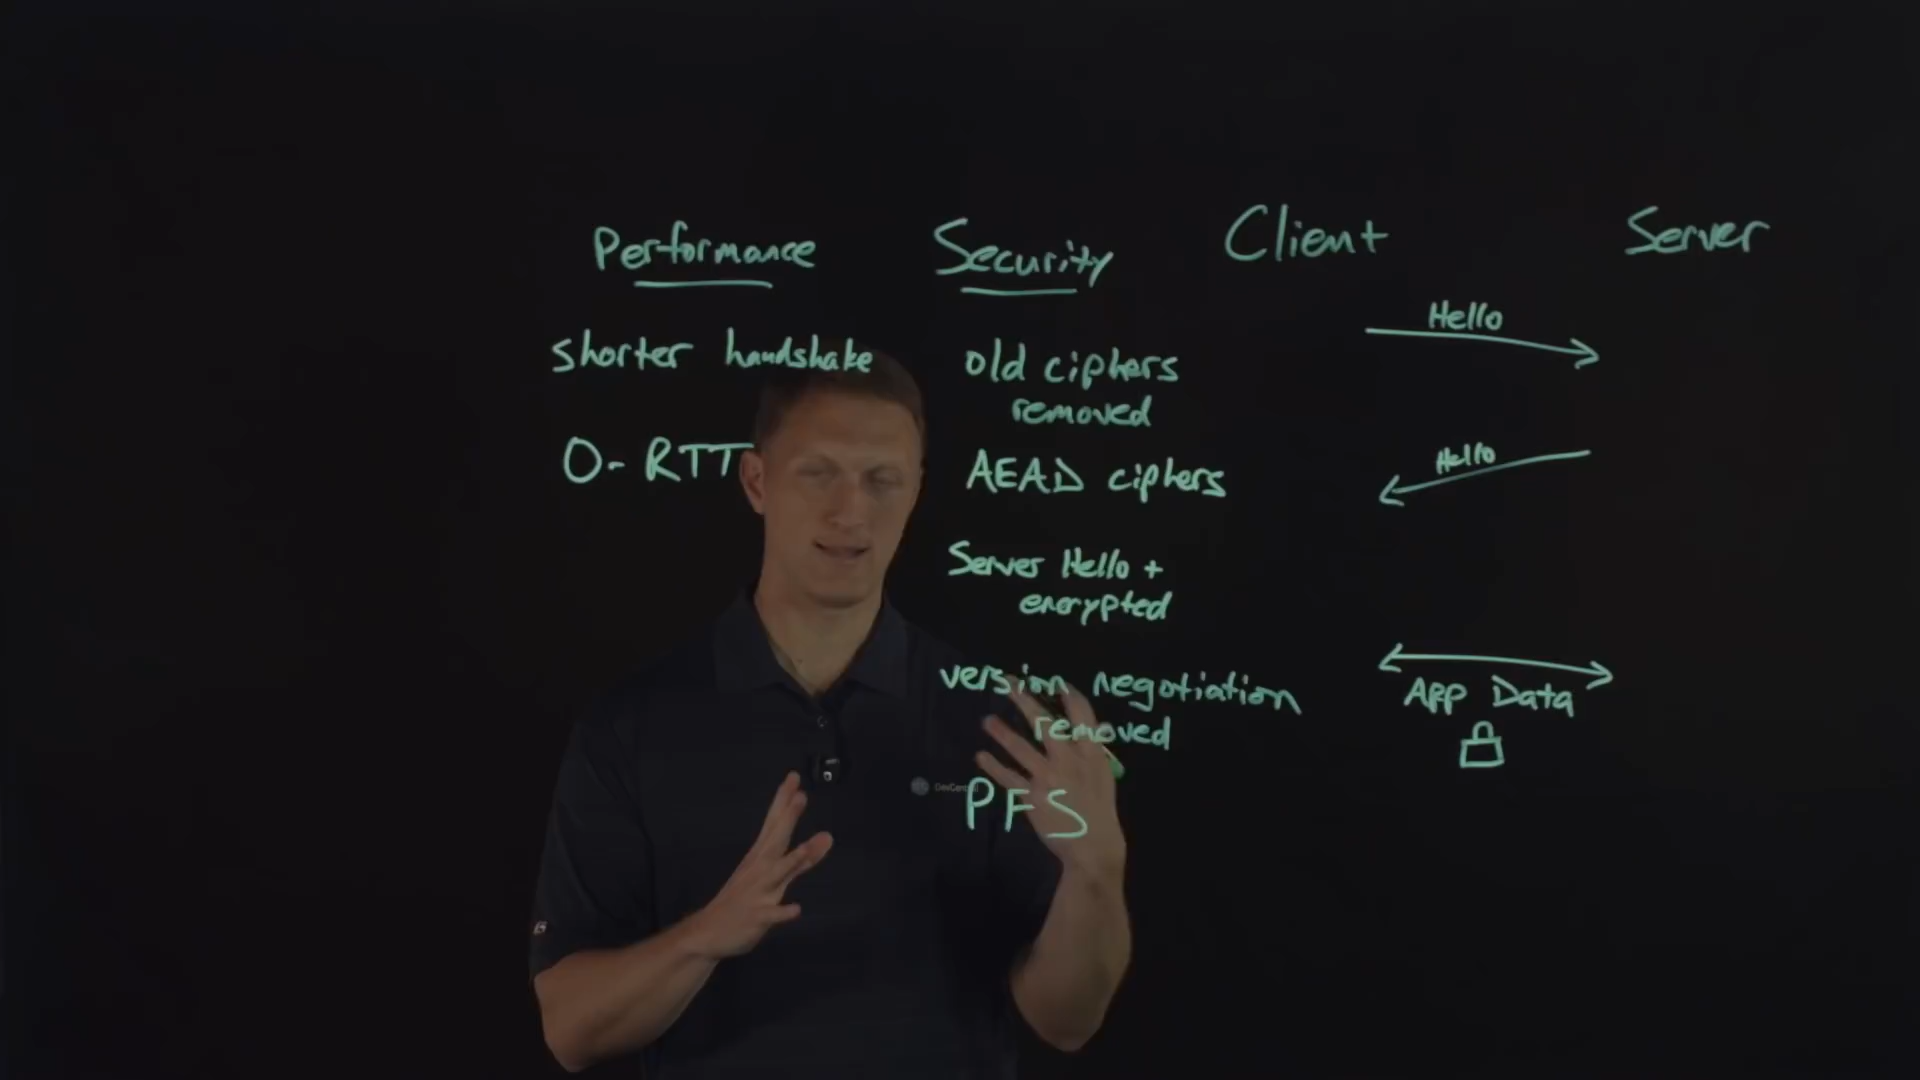 Performance
shorter handshake
0-RTT
Security
old ciphers
removed
AEAD ciphers
Server Hello +
encrypted
version negotiation
removed
PFS
Client
Server
Hello
Hello
App Data